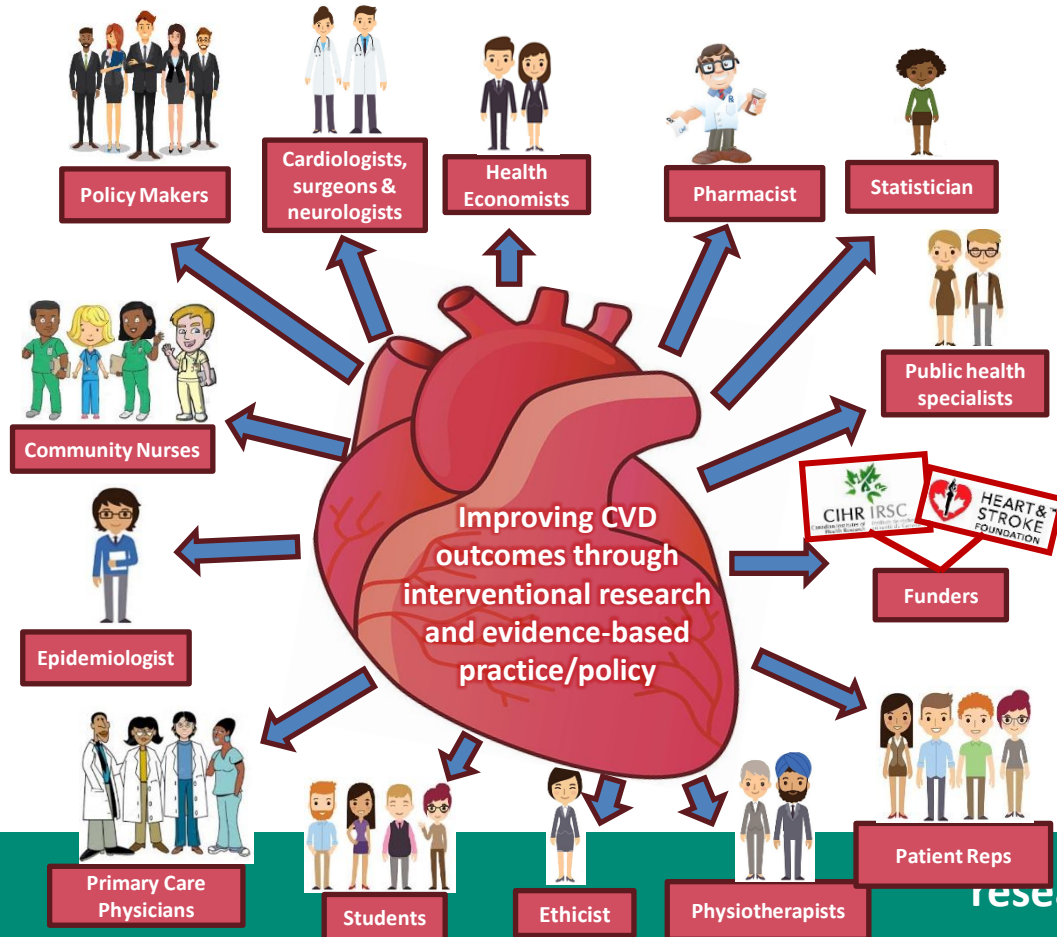 Policy Makers
Cardiologists,
surgeons &
neurologists
Health
Economists
Pharmacist
Statistician
Public health
specialists
Community Nurses
CIHR IRSC
HEART &
STROKE
FOUNDATION
Funders
Improving CVD
outcomes through
interventional research
and evidence-based
practice/policy
Epidemiologist
Patient Reps
Primary Care
Physicians
Students
Ethicist
Physiotherapists